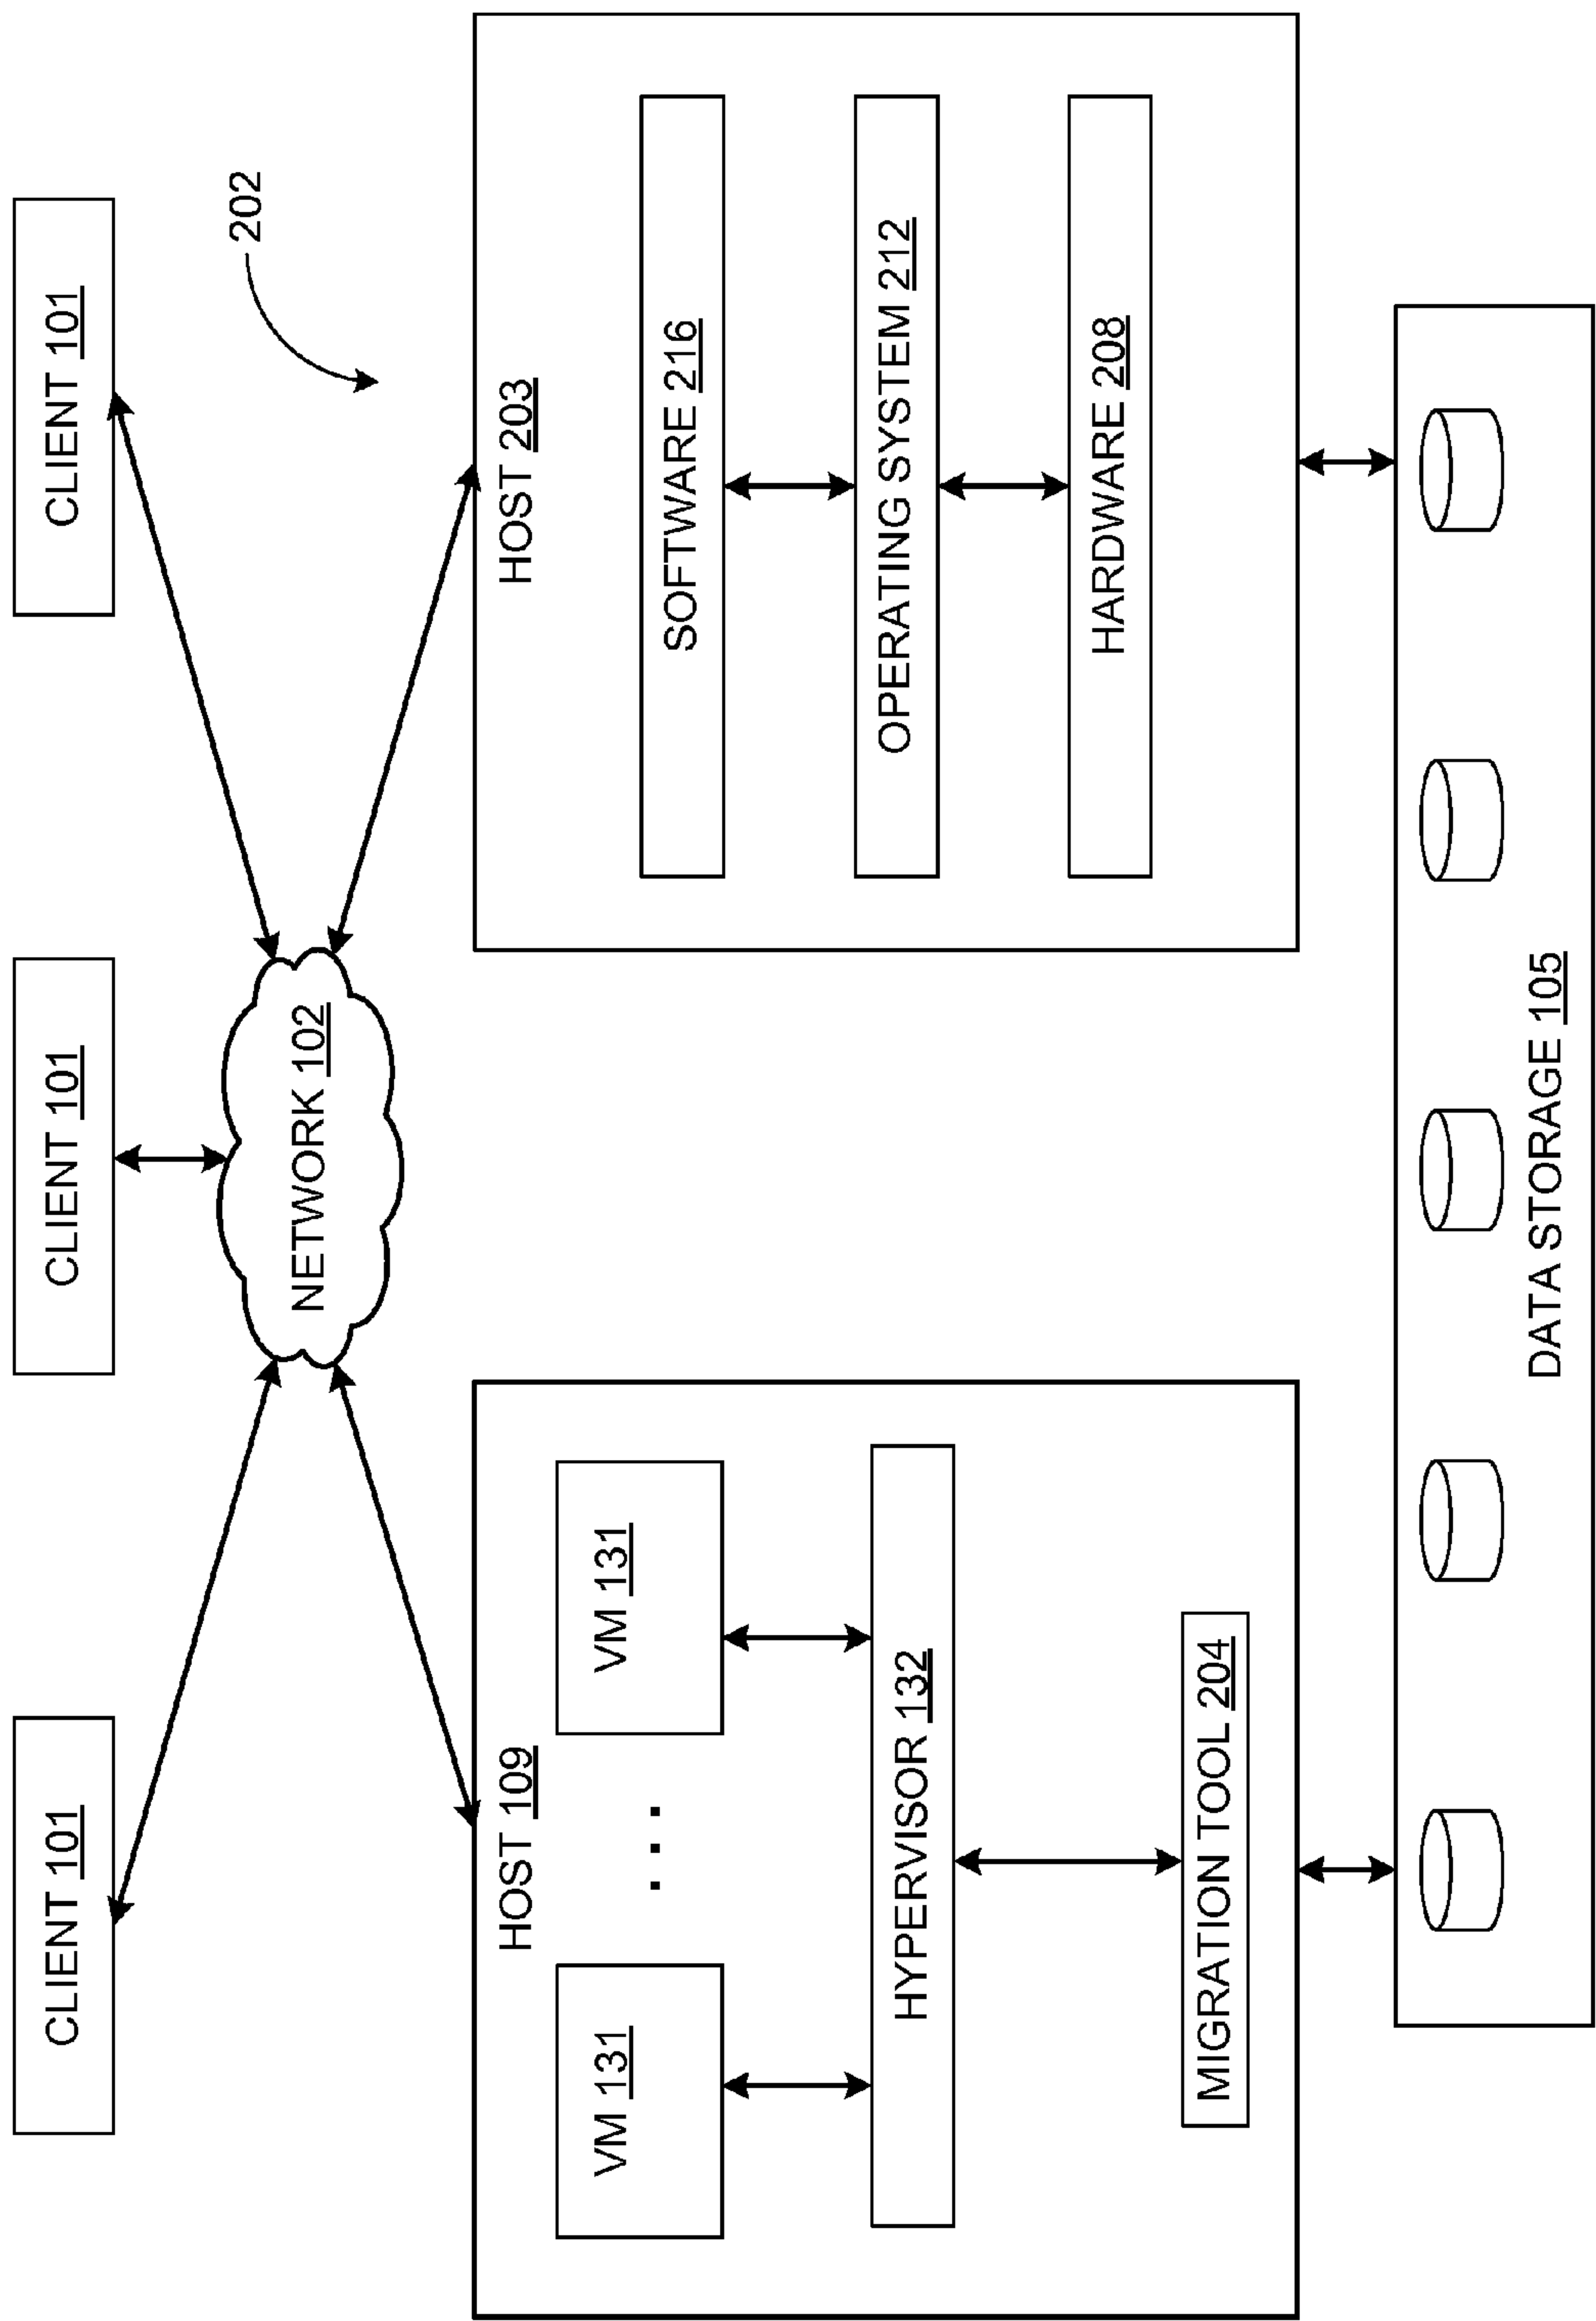 CLIENT 101
CLIENT 101
CLIENT 101
202
NETWORK 102
HOST 109
VM 131
. . .
VM 131
HYPERVISOR 132
MIGRATION TOOL 204
HOST 203
SOFTWARE 216
OPERATING SYSTEM 212
HARDWARE 208
DATA STORAGE 105